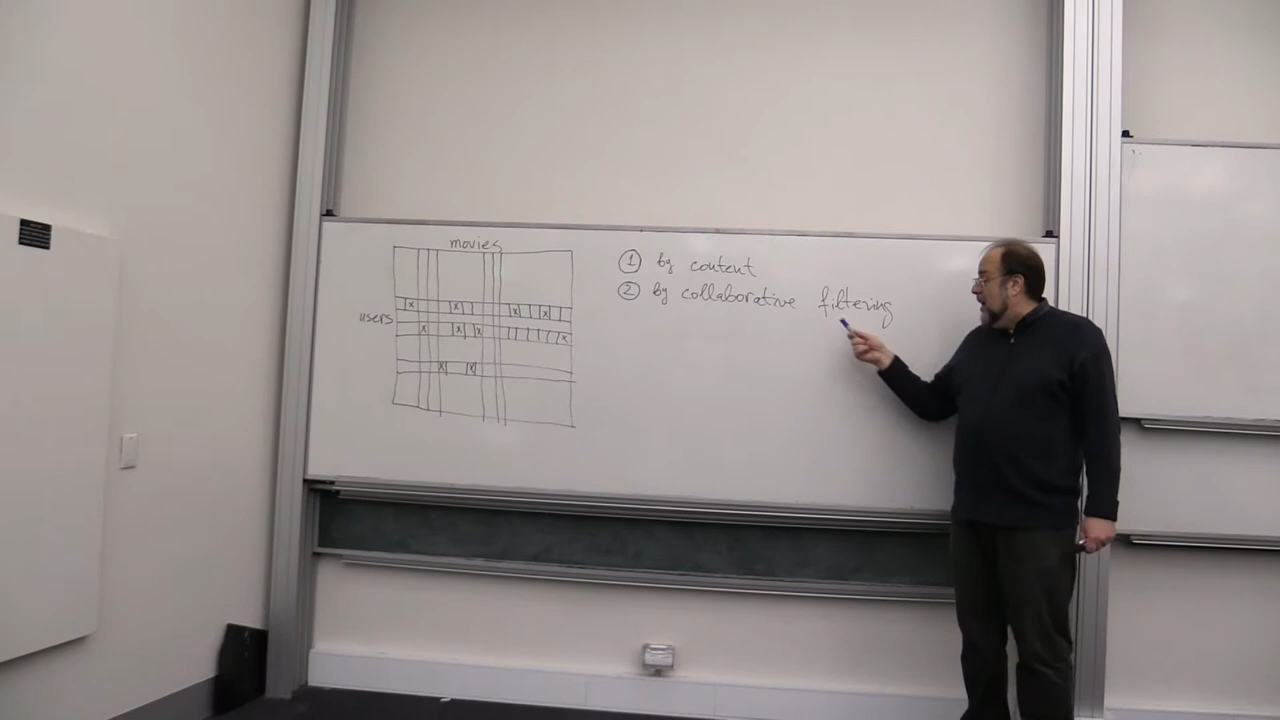 movies
users
x x x x
x x x x
x x
① by content
② by collaborative filtering